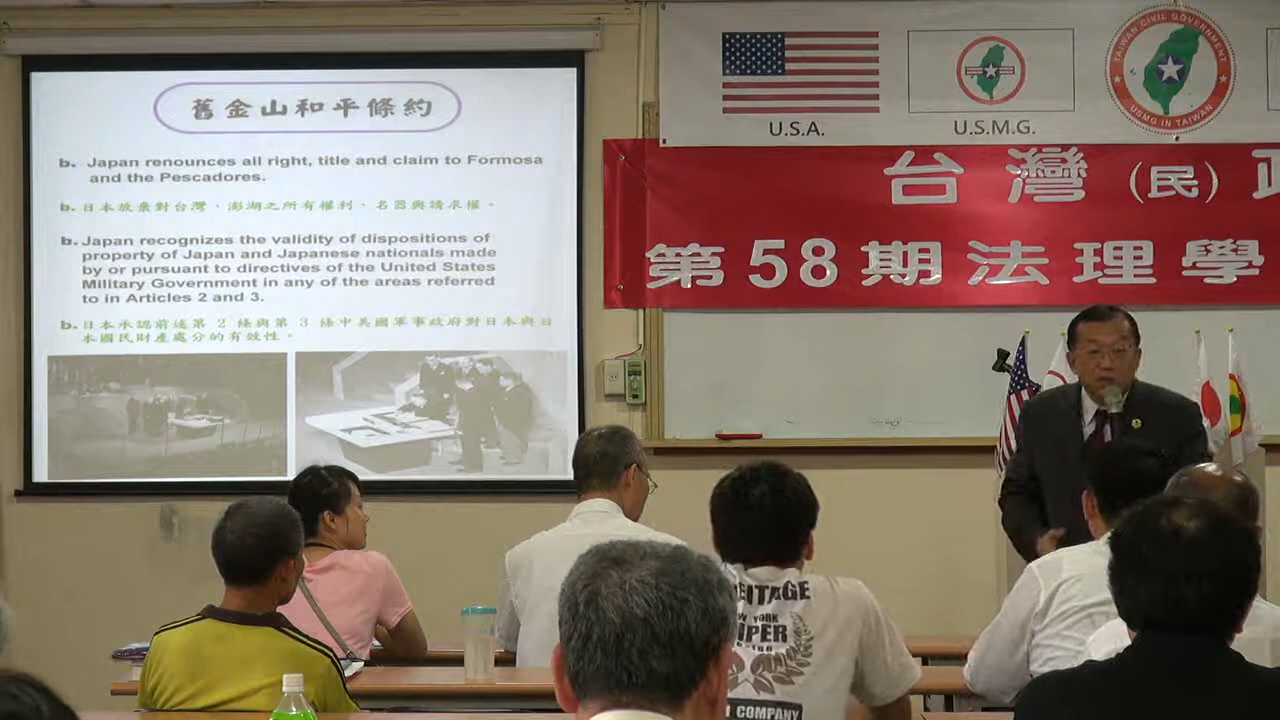 舊金山和平條約
b. Japan renounces all right, title and claim to Formosa
and the Pescadores.
b. 日本放棄對台灣、澎湖之所有權利、名器與請求權。
b. Japan recognizes the validity of dispositions of
property of Japan and Japanese nationals made
by or pursuant to directives of the United States
Military Government in any of the areas referred
to in Articles 2 and 3.
b. 日本承認前述第 2 條與第 3 條中美國軍事政府對日本與日
本國民財產處分的有效性。
U.S.A.
U.S.M.G.
TAIWAN CIVIL GOVERNMENT
USMG IN TAIWAN
台灣(民)政
第58期法理學
COMPANY